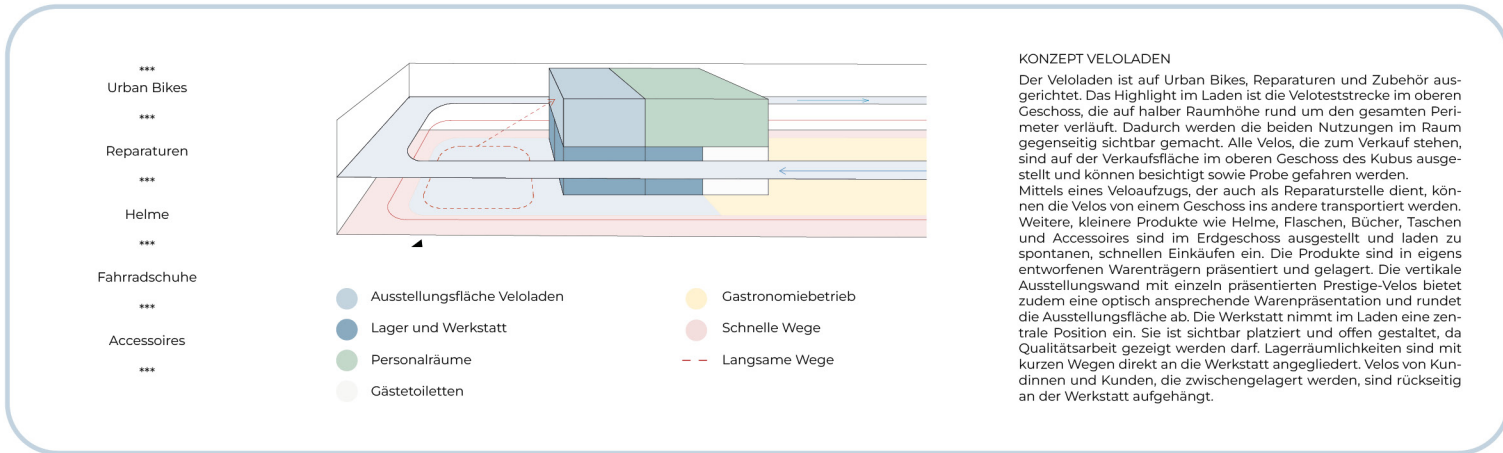 ***
Urban Bikes
***
Reparaturen
***
Helme
***
Fahrradschuhe
***
Accessoires
***
Ausstellungsfläche Veloladen
Lager und Werkstatt
Personalräume
Gästetoiletten
Gastronomiebetrieb
Schnelle Wege
Langsame Wege
KONZEPT VELOLADEN
Der Veloladen ist auf Urban Bikes, Reparaturen und Zubehör aus-
gerichtet. Das Highlight im Laden ist die Veloteststrecke im oberen
Geschoss, die auf halber Raumhöhe rund um den gesamten Peri-
meter verläuft. Dadurch werden die beiden Nutzungen im Raum
gegenseitig sichtbar gemacht. Alle Velos, die zum Verkauf stehen,
sind auf der Verkaufsfläche im oberen Geschoss des Kubus ausge-
stellt und können besichtigt sowie Probe gefahren werden.
Mittels eines Veloaufzugs, der auch als Reparaturstelle dient, kön-
nen die Velos von einem Geschoss ins andere transportiert werden.
Weitere, kleinere Produkte wie Helme, Flaschen, Bücher, Taschen
und Accessoires sind im Erdgeschoss ausgestellt und laden zu
spontanen, schnellen Einkäufen ein. Die Produkte sind in eigens
entworfenen Warenträgern präsentiert und gelagert. Die vertikale
Ausstellungswand mit einzeln präsentierten Prestige-Velos bietet
zudem eine optisch ansprechende Warenpräsentation und rundet
die Ausstellungsfläche ab. Die Werkstatt nimmt im Laden eine zen-
trale Position ein. Sie ist sichtbar platziert und offen gestaltet, da
Qualitätsarbeit gezeigt werden darf. Lagerräumlichkeiten sind mit
kurzen Wegen direkt an die Werkstatt angegliedert. Velos von Kun-
dinnen und Kunden, die zwischengelagert werden, sind rückseitig
an der Werkstatt aufgehängt.